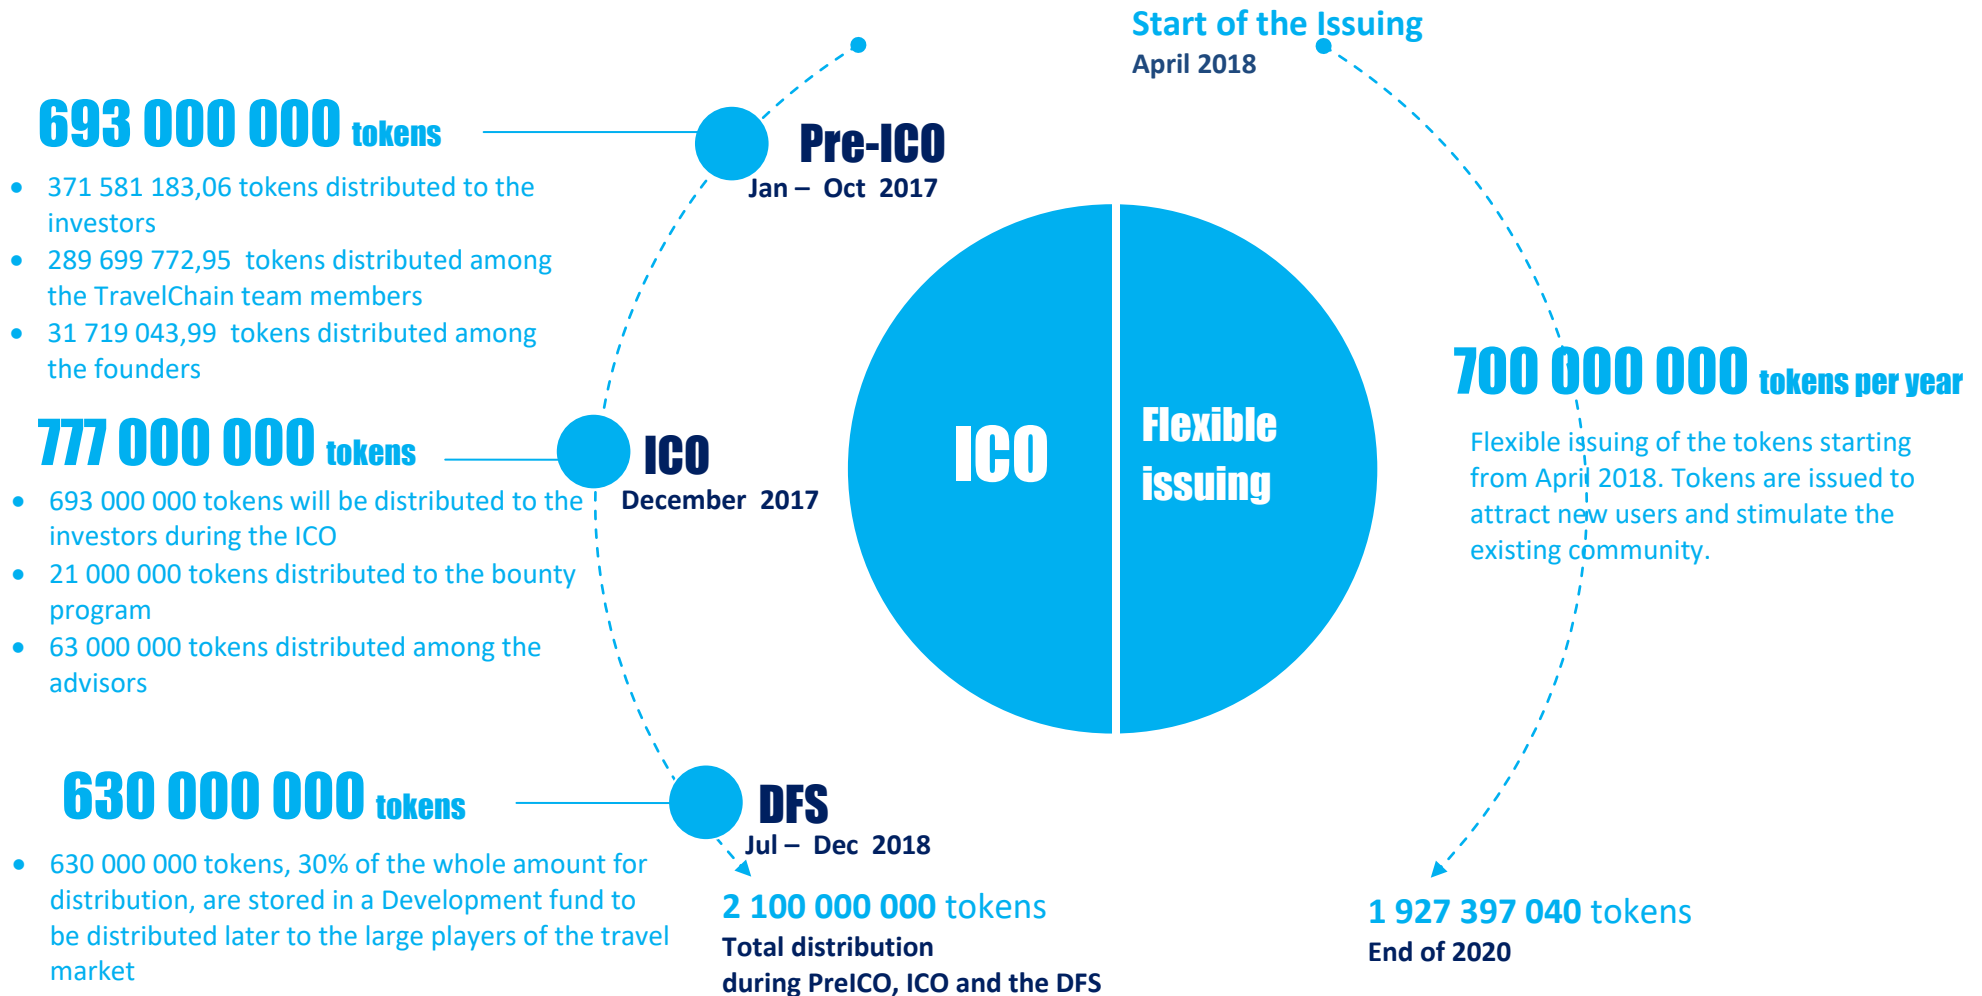 Start of the Issuing
April 2018
693 000 000 tokens
• 371 581 183,06 tokens distributed to the
investors
• 289 699 772,95 tokens distributed among
the TravelChain team members
• 31 719 043,99 tokens distributed among
the founders
Pre-ICO
Jan – Oct 2017
777 000 000 tokens
• 693 000 000 tokens will be distributed to the
investors during the ICO
• 21 000 000 tokens distributed to the bounty
program
• 63 000 000 tokens distributed among the
advisors
ICO
December 2017
ICO
Flexible
issuing
700 000 000 tokens per year
Flexible issuing of the tokens starting
from April 2018. Tokens are issued to
attract new users and stimulate the
existing community.
630 000 000 tokens
• 630 000 000 tokens, 30% of the whole amount for
distribution, are stored in a Development fund to
be distributed later to the large players of the travel
market
DFS
Jul – Dec 2018
2 100 000 000 tokens
Total distribution
during PreICO, ICO and the DFS
1 927 397 040 tokens
End of 2020